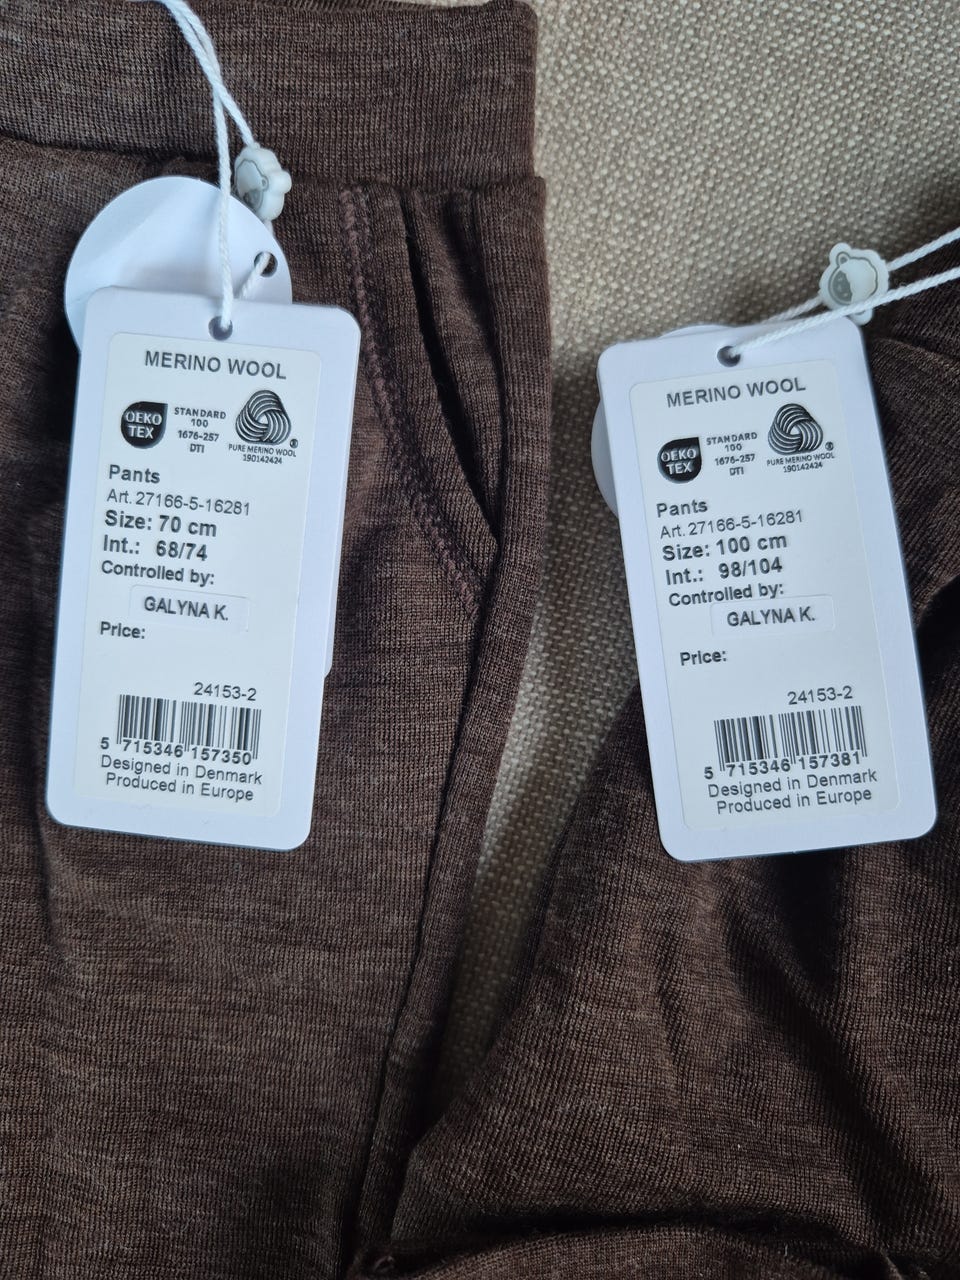 MERINO WOOL
OEKO
TEX
STANDARD
100
1676-257
DTI
PURE MERINO WOOL
190142424
Pants
Art. 27166-5-16281
Size: 70 cm
Int.: 68/74
Controlled by:
GALYNA K.
Price:
24153-2
5 715346 157350
Designed in Denmark
Produced in Europe
MERINO WOOL
OEKO
TEX
STANDARD
100
1676-257
DTI
PURE MERINO WOOL
190142424
Pants
Art. 27166-5-16281
Size: 100 cm
Int.: 98/104
Controlled by:
GALYNA K.
Price:
24153-2
5 715346 157381
Designed in Denmark
Produced in Europe